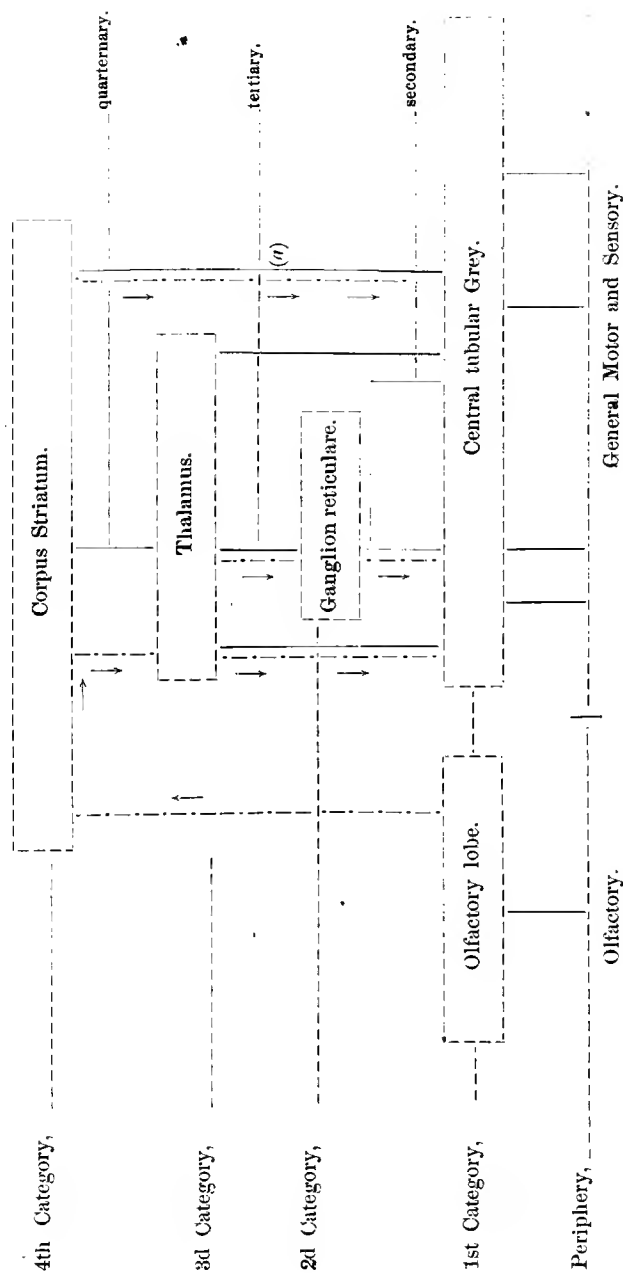 4th Category,
Corpus Striatum.
quarternary.
3d Category,
Thalamus.
tertiary,
(a)
2d Category,
Ganglion reticulare.
secondary.
1st Category,
Olfactory lobe.
Central tubular Grey.
Periphery,
Olfactory.
General Motor and Sensory.